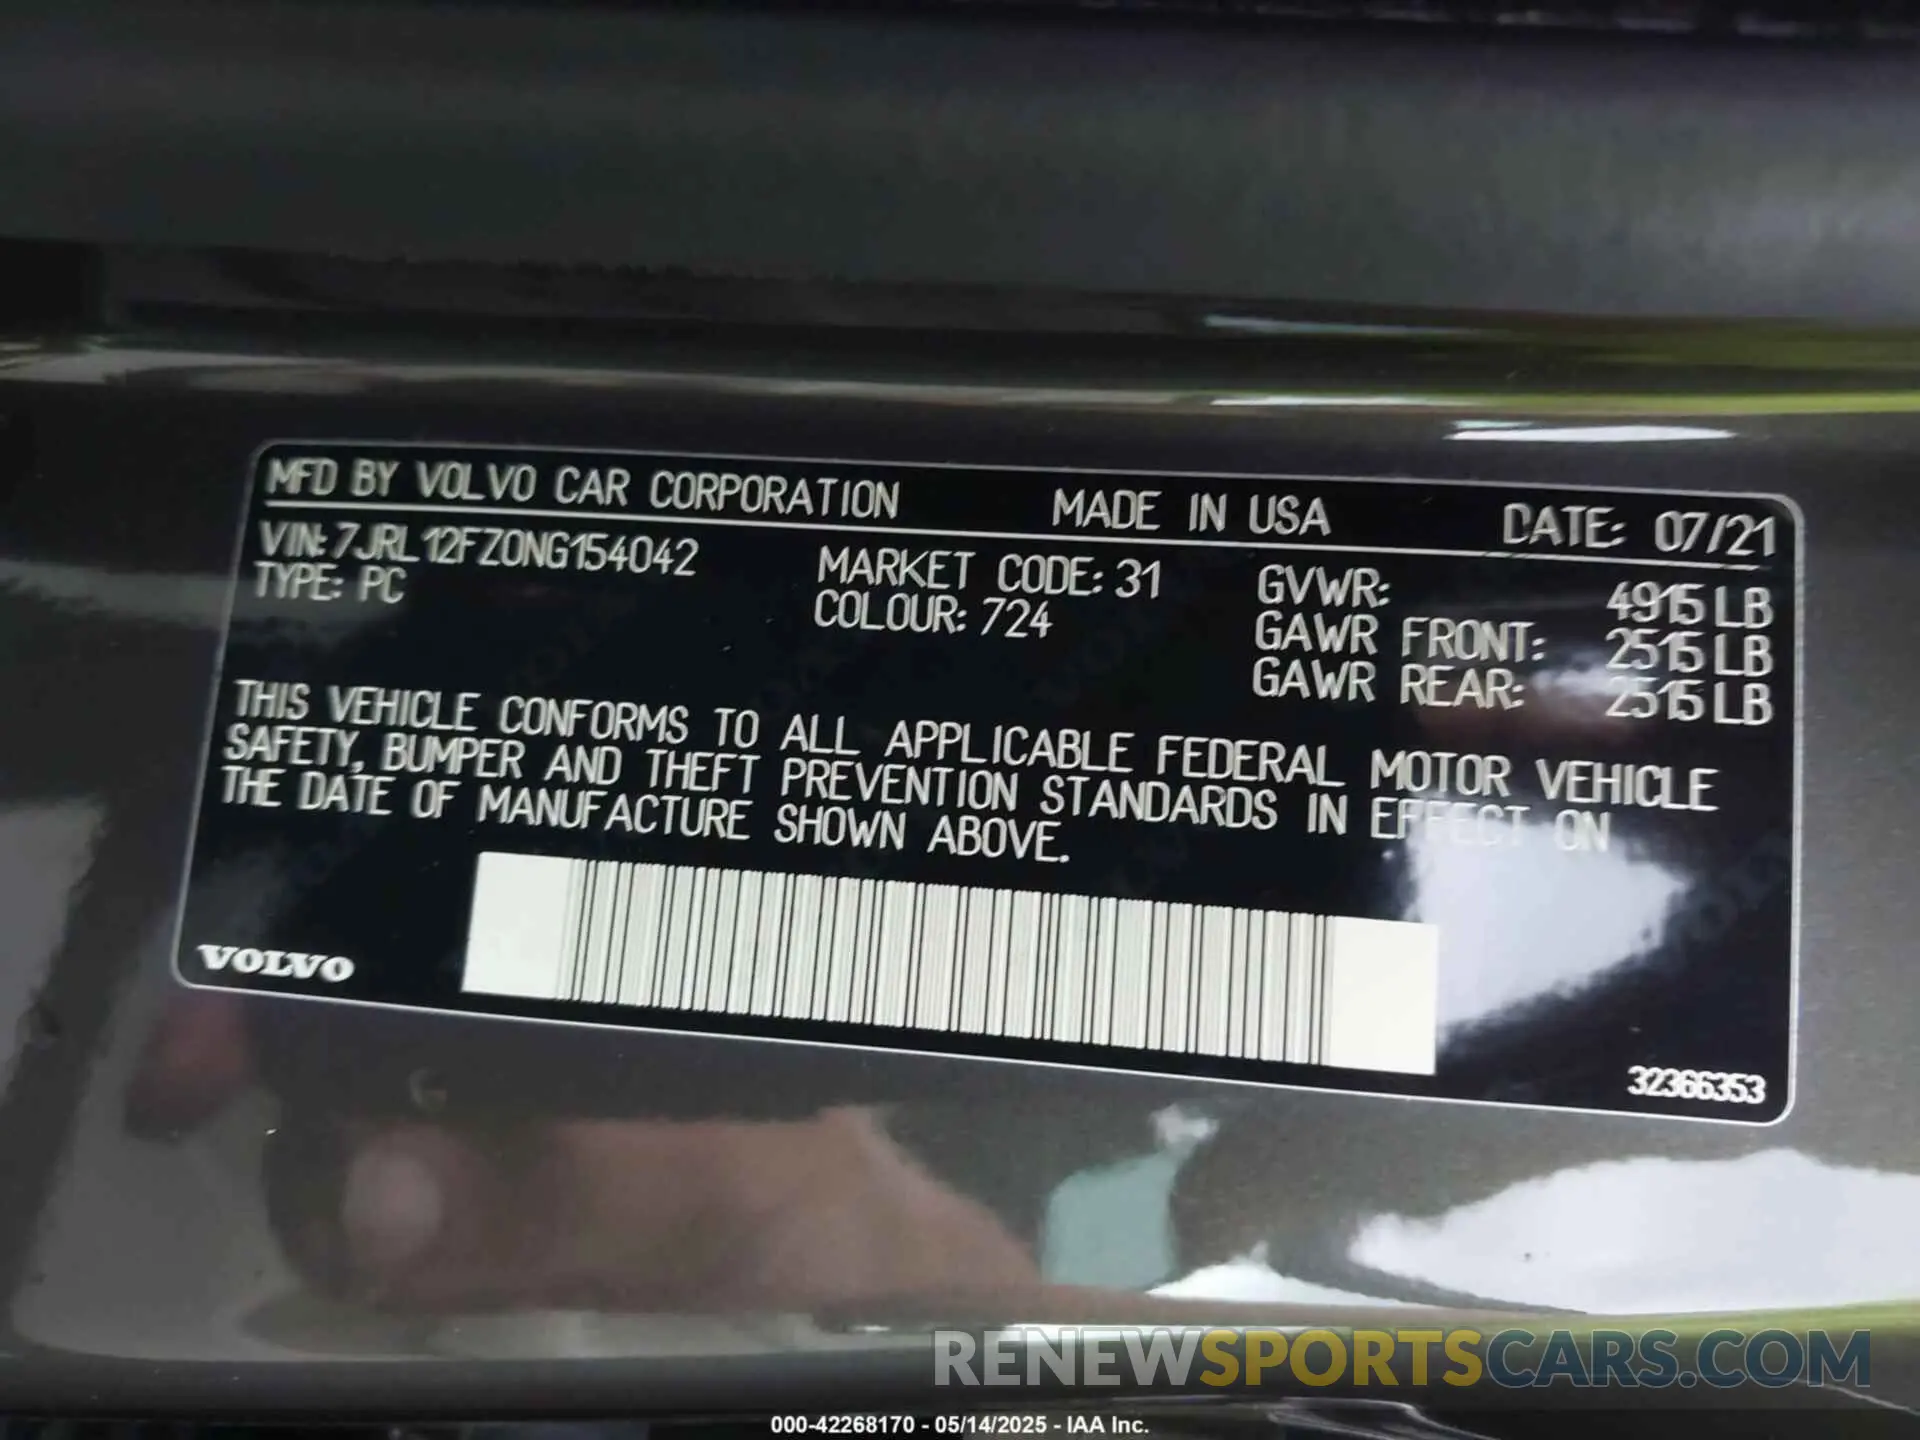 MFD BY VOLVO CAR CORPORATION MADE IN USA DATE: 07/21
VIN: 7JRL12FZ0NG154042 MARKET CODE: 31 GVWR: 4915 LB
TYPE: PC COLOUR: 724 GAWR FRONT: 2515 LB
GAWR REAR: 2515 LB
THIS VEHICLE CONFORMS TO ALL APPLICABLE FEDERAL MOTOR VEHICLE
SAFETY, BUMPER AND THEFT PREVENTION STANDARDS IN EFFECT ON
THE DATE OF MANUFACTURE SHOWN ABOVE.
VOLVO
32366353
RENEWSPORTSCARS.COM
000-42268170 - 05/14/2025 - IAA Inc.